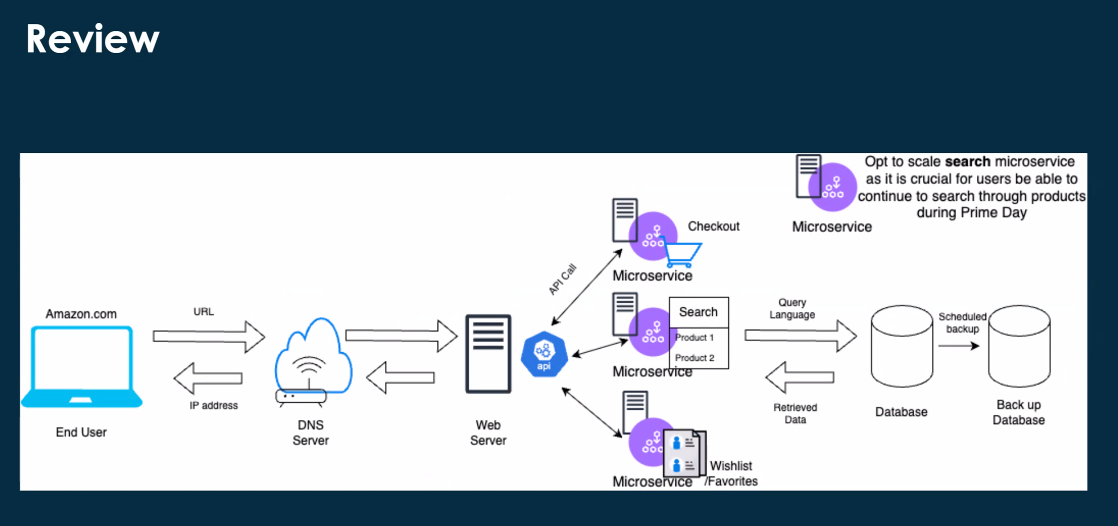 Review
Opt to scale search microservice
as it is crucial for users be able to
continue to search through products
during Prime Day
Microservice
Checkout
Microservice
API Call
Amazon.com
URL
IP address
End User
DNS
Server
Web
Server
api
Search
Product 1
Product 2
Microservice
Wishlist
/Favorites
Microservice
Query
Language
Retrieved
Data
Database
Scheduled
backup
Back up
Database